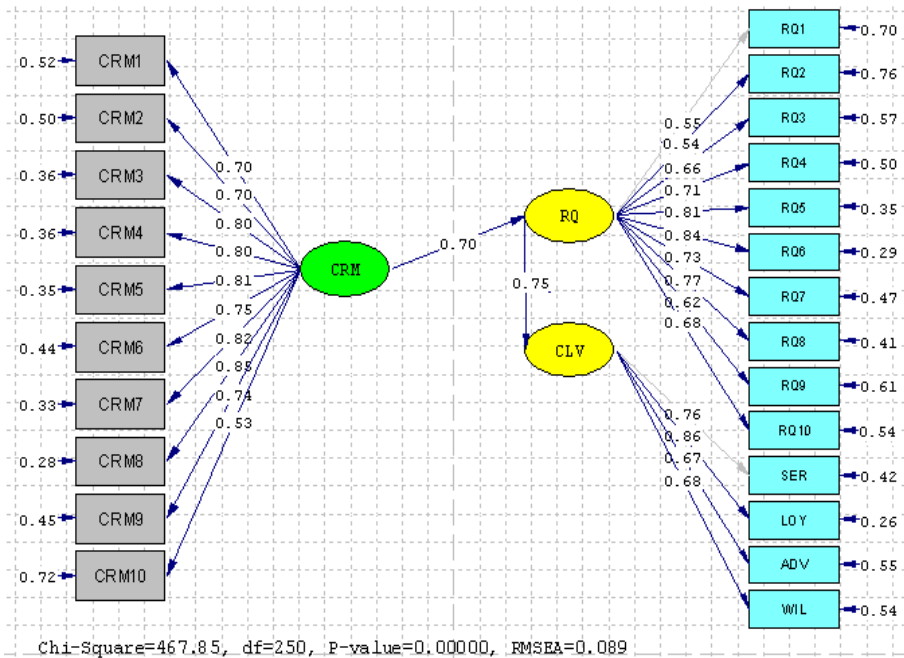 0.52 CRM1
0.50 CRM2
0.36 CRM3
0.36 CRM4
0.35 CRM5
0.44 CRM6
0.33 CRM7
0.28 CRM8
0.45 CRM9
0.72 CRM10
0.70
0.70
0.80
0.80
0.81
0.75
0.82
0.85
0.74
0.53
CRM
0.70
RQ
0.75
CLV
0.55
0.54
0.66
0.71
0.81
0.84
0.73
0.77
0.62
0.68
0.76
0.86
0.67
0.68
RQ1 0.70
RQ2 0.76
RQ3 0.57
RQ4 0.50
RQ5 0.35
RQ6 0.29
RQ7 0.47
RQ8 0.41
RQ9 0.61
RQ10 0.54
SER 0.42
LOY 0.26
ADV 0.55
WIL 0.54
Chi-Square=467.85, df=250, P-value=0.00000, RMSEA=0.089